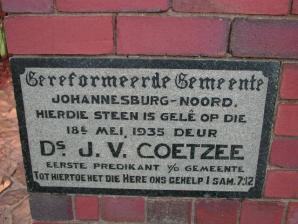 Gereformeerde Gemeente
JOHANNESBURG-NOORD.
HIERDIE STEEN IS GELÊ OP DIE
18E MEI, 1935 DEUR
DS J. V. COETZEE
EERSTE PREDIKANT V/D GEMEENTE
TOT HIERTOE HET DIE HERE ONS GEHELP I SAM. 7:12